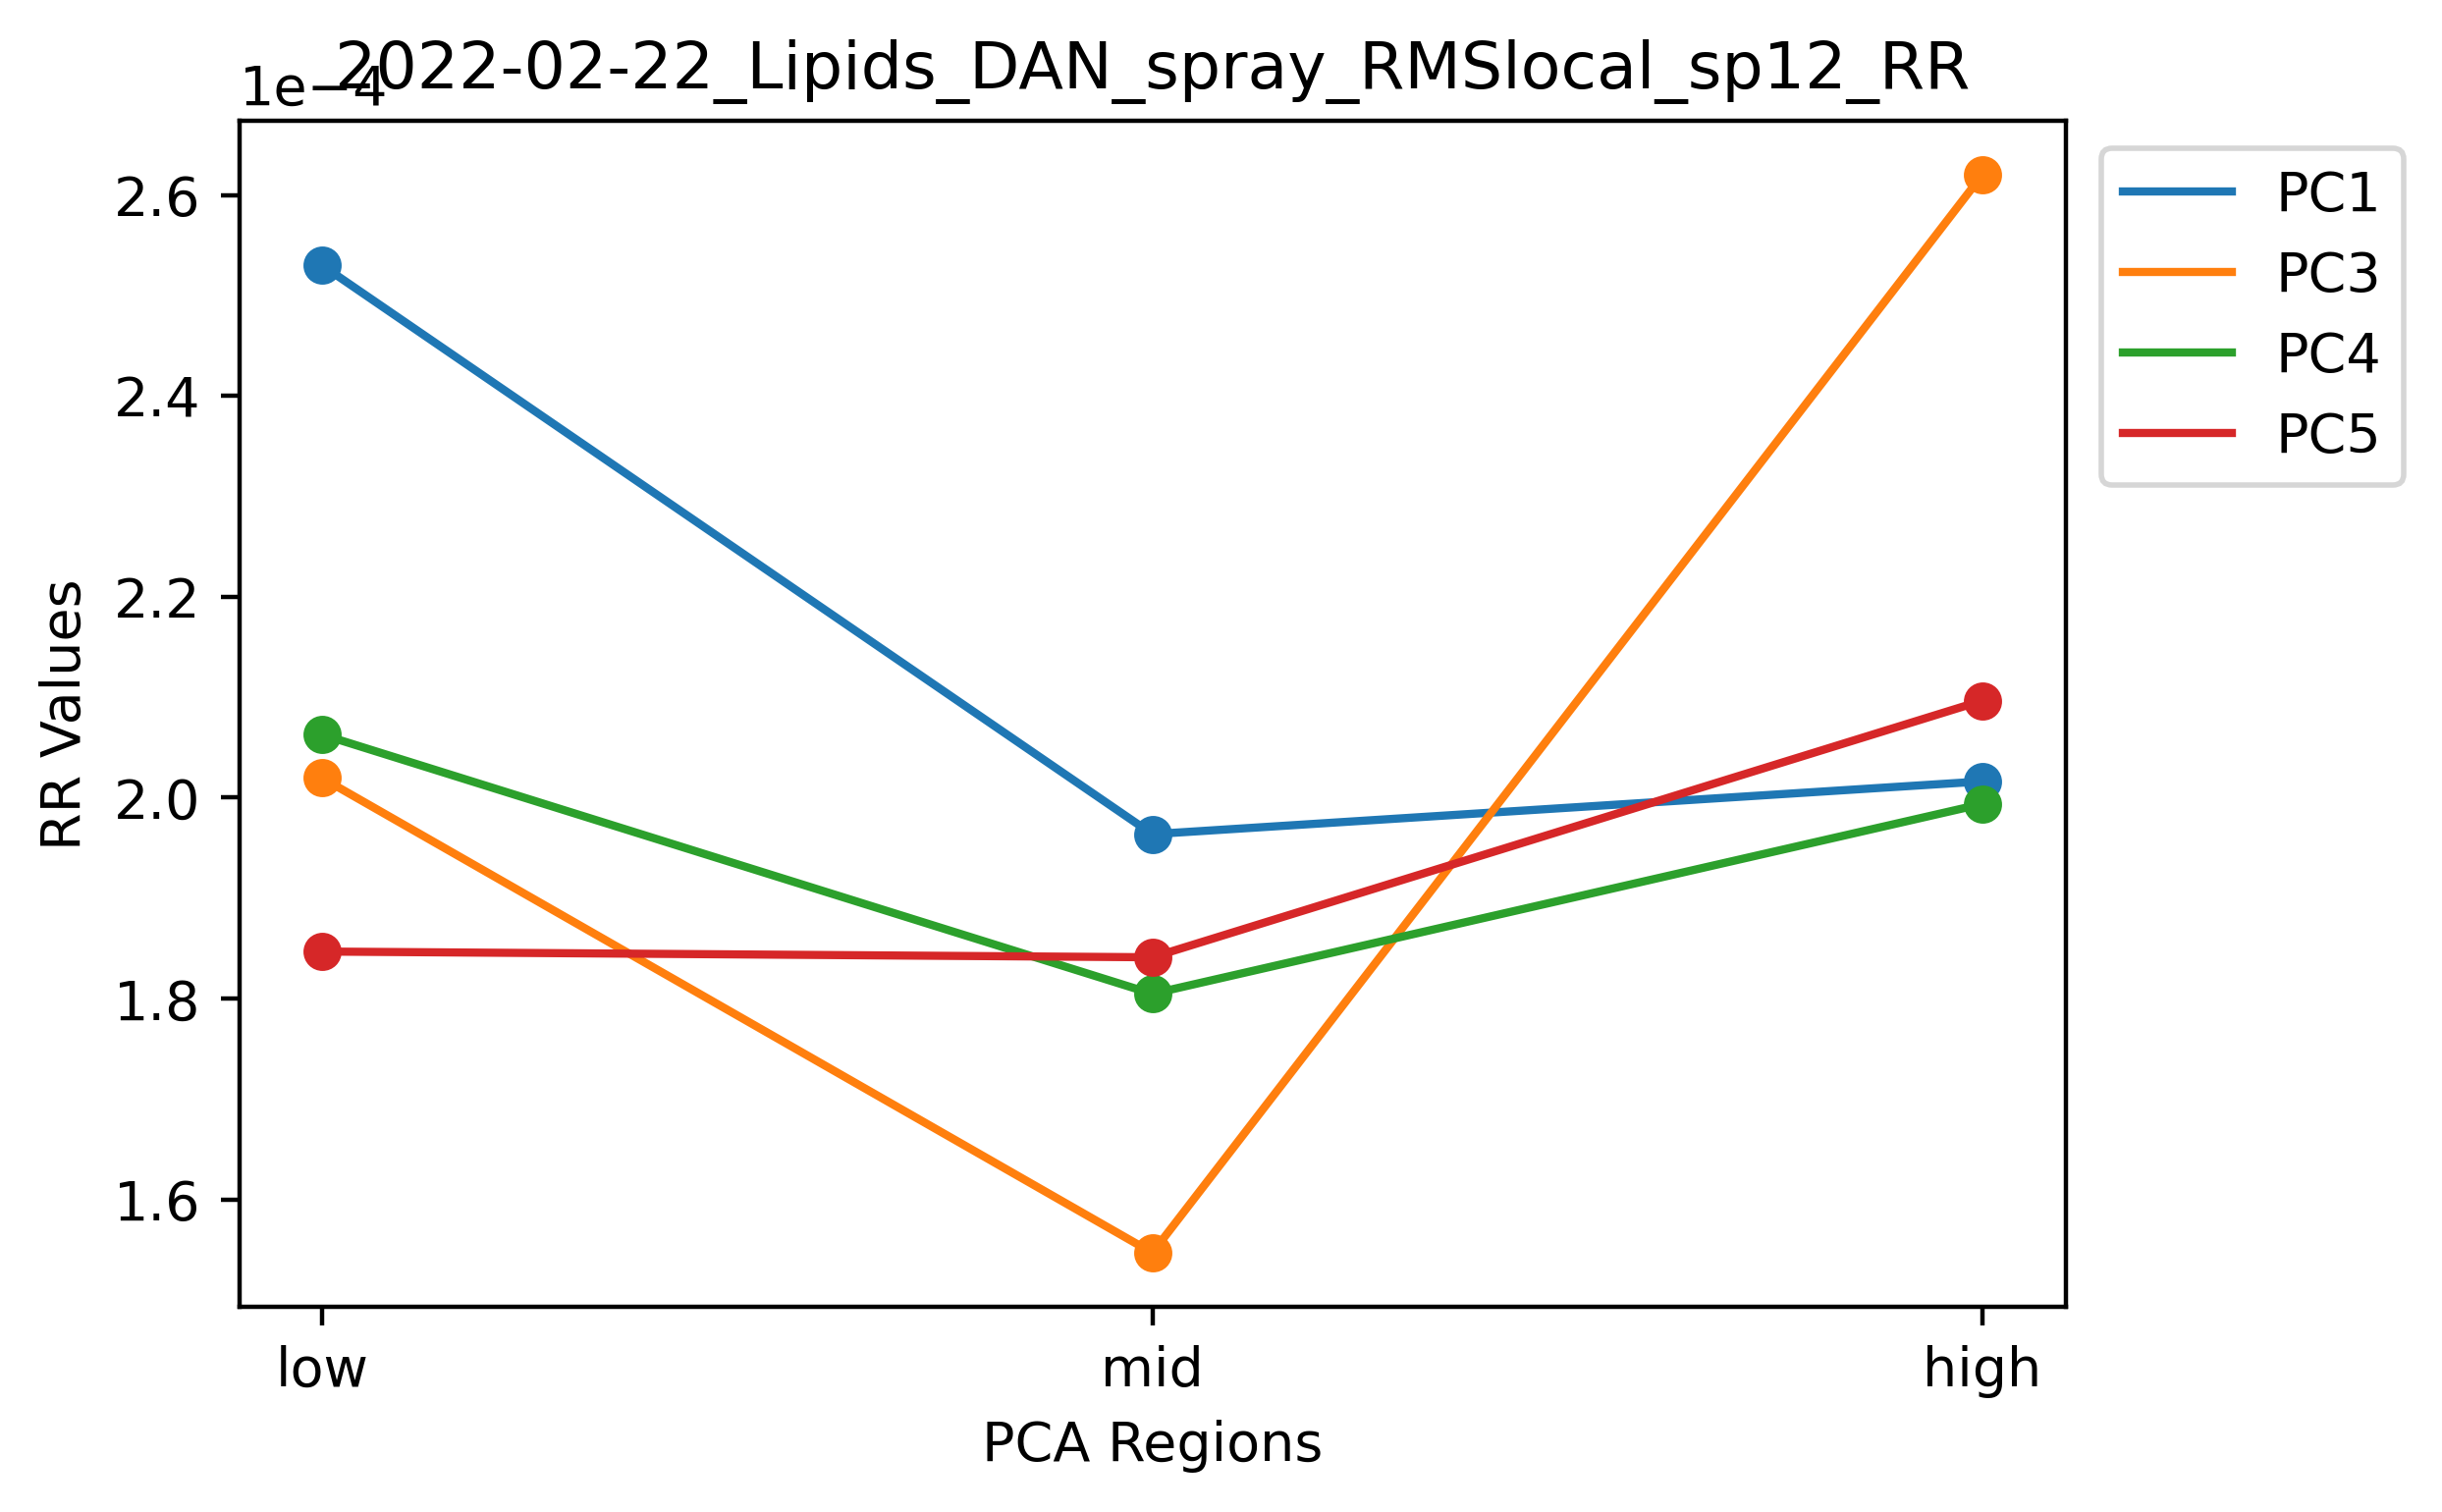 2022-02-22_Lipids_DAN_spray_RMSlocal_sp12_RR
1e−4
2.6
2.4
2.2
2.0
1.8
1.6
RR Values
low mid high
PCA Regions
PC1
PC3
PC4
PC5